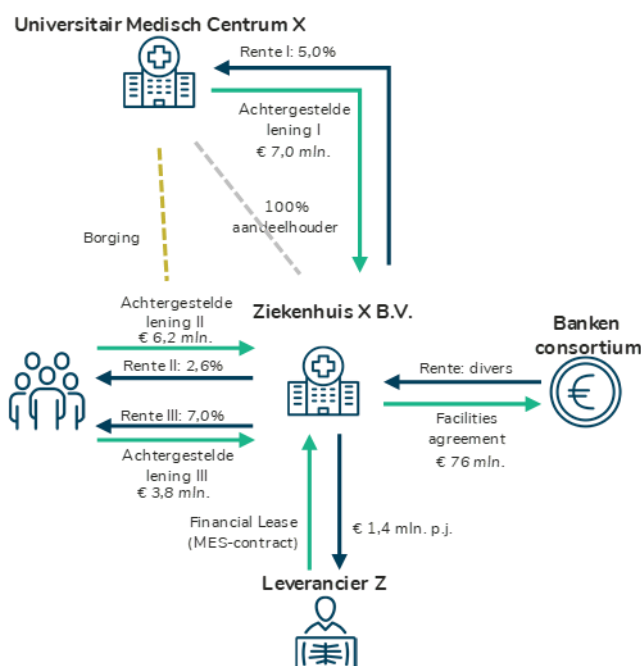 Universitair Medisch Centrum X
Rente I: 5,0%
Achtergestelde
lening I
€ 7,0 mln.
100%
aandeelhouder
Borging
Achtergestelde
lening II
€ 6,2 mln.
Ziekenhuis X B.V.
Banken
consortium
Rente II: 2,6%
Rente: divers
Rente III: 7,0%
Achtergestelde
lening III
€ 3,8 mln.
Facilities
agreement
€ 76 mln.
Financial Lease
(MES-contract)
€ 1,4 mln. p.j.
Leverancier Z